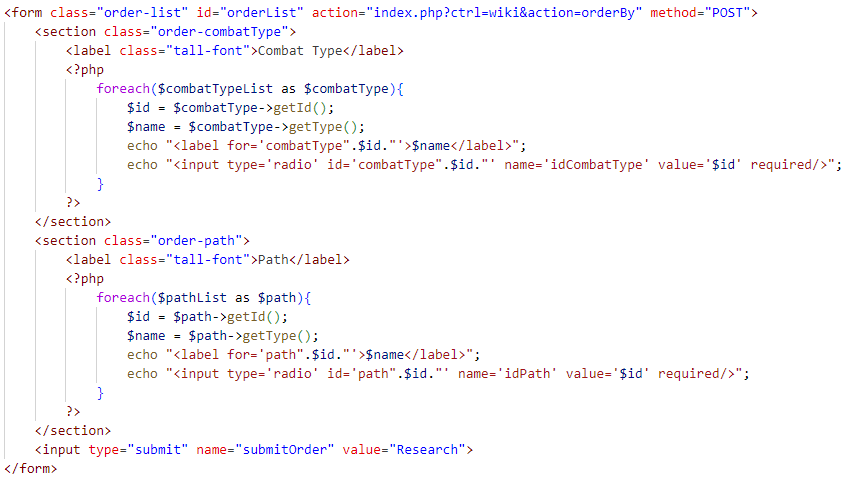 <form class="order-list" id="orderList" action="index.php?ctrl=wiki&action=orderBy" method="POST">
    <section class="order-combatType">
        <label class="tall-font">Combat Type</label>
        <?php
            foreach($combatTypeList as $combatType){
                $id = $combatType->getId();
                $name = $combatType->getType();
                echo "<label for='combatType".$id."'>$name</label>";
                echo "<input type='radio' id='combatType".$id."' name='idCombatType' value='$id' required/>";
            }
        ?>
    </section>
    <section class="order-path">
        <label class="tall-font">Path</label>
        <?php
            foreach($pathList as $path){
                $id = $path->getId();
                $name = $path->getType();
                echo "<label for='path".$id."'>$name</label>";
                echo "<input type='radio' id='path".$id."' name='idPath' value='$id' required/>";
            }
        ?>
    </section>
    <input type="submit" name="submitOrder" value="Research">
</form>